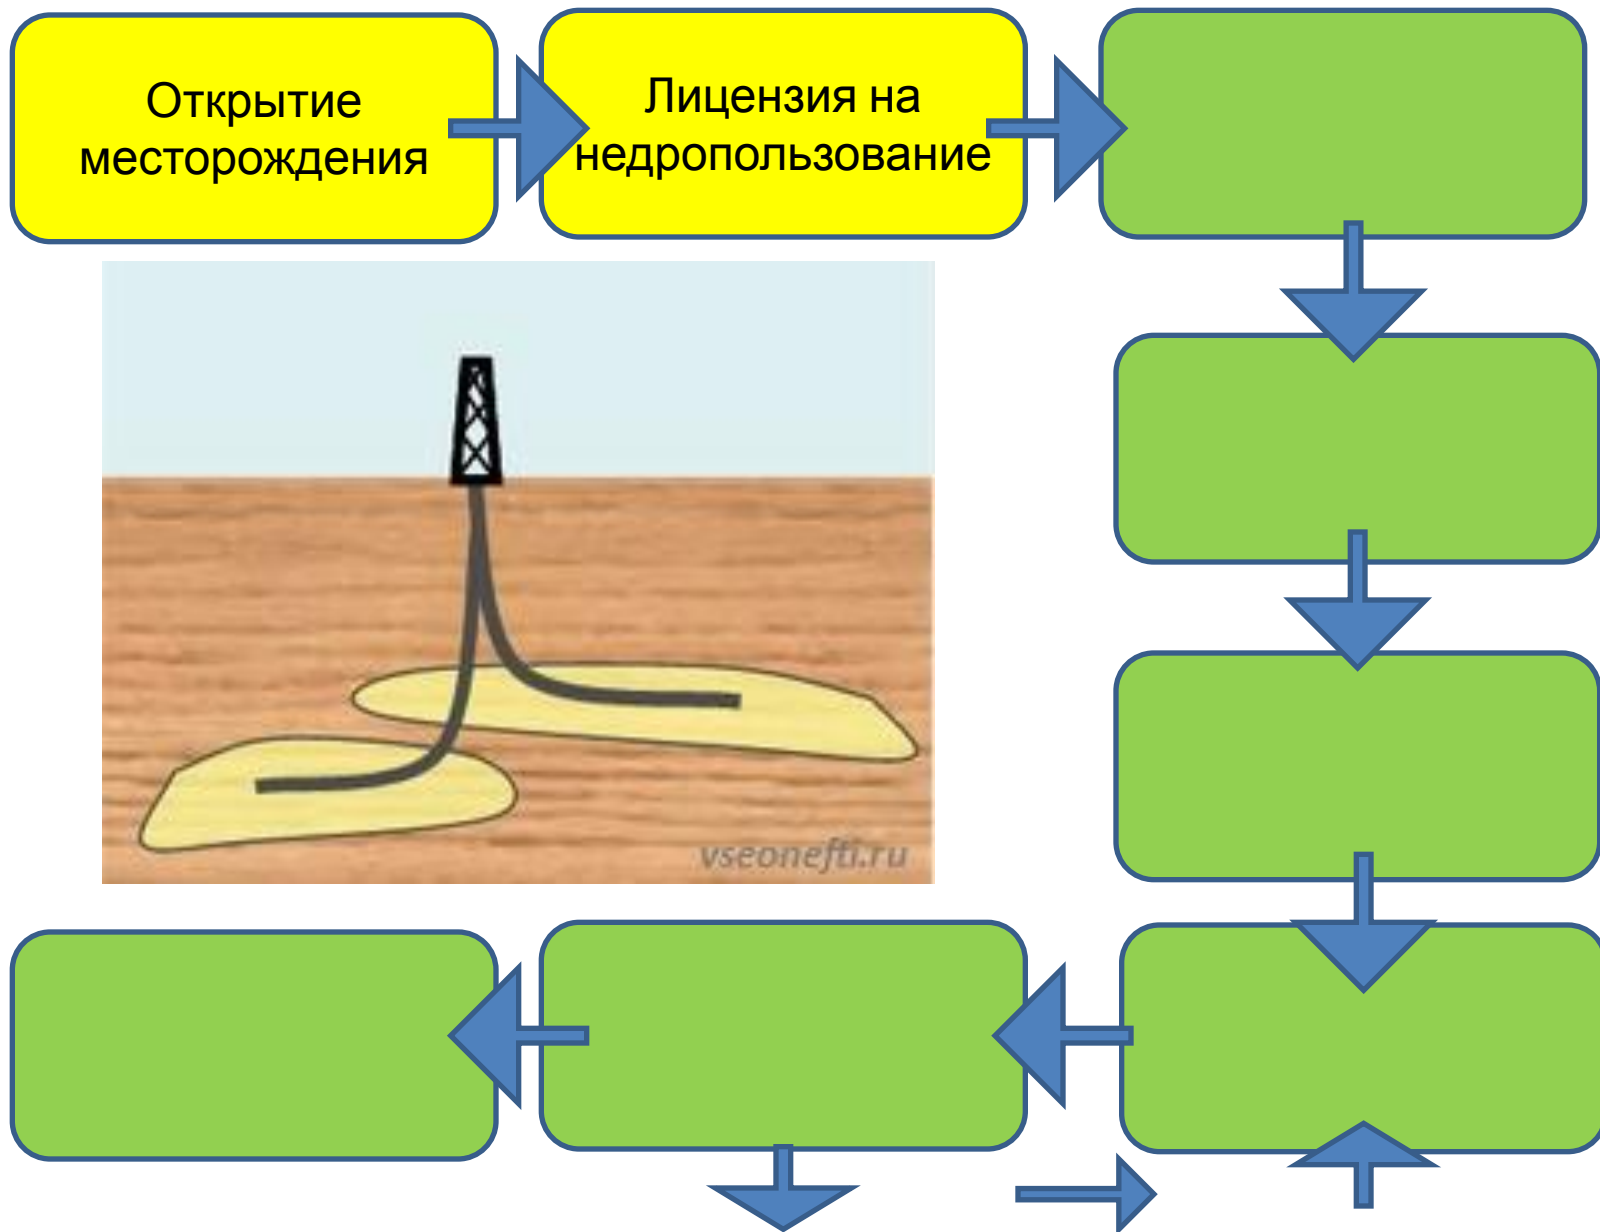 Открытие
месторождения
Лицензия на
недропользование
vseonefti.ru